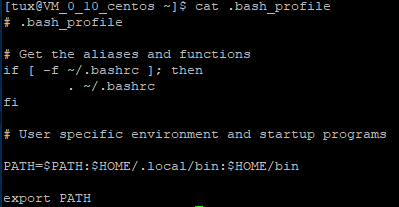 [tux@VM_0_10_centos ~]$ cat .bash_profile
# .bash_profile
# Get the aliases and functions
if [ -f ~/.bashrc ]; then
        . ~/.bashrc
fi
# User specific environment and startup programs
PATH=$PATH:$HOME/.local/bin:$HOME/bin
export PATH